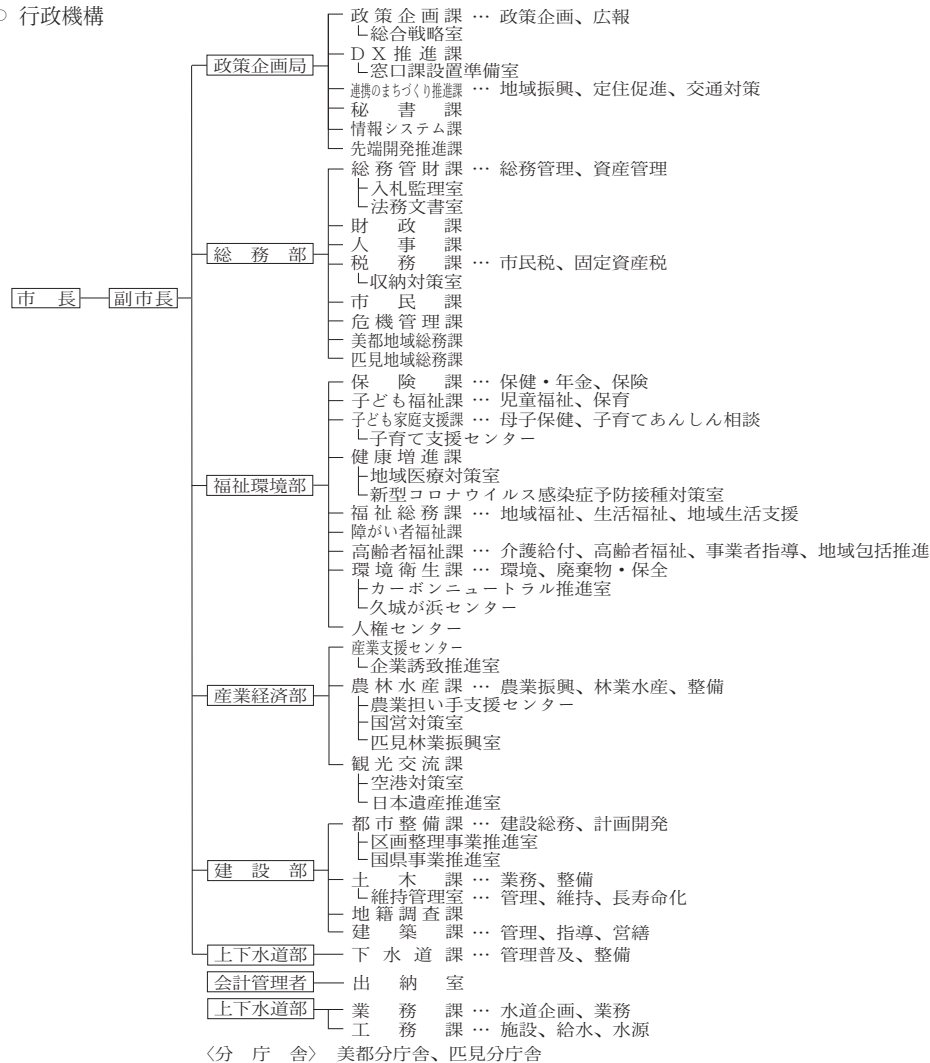 ○ 行政機構
市長
副市長
政策企画局
政策企画課 … 政策企画、広報
総合戦略室
DX推進課
窓口課設置準備室
連携のまちづくり推進課 … 地域振興、定住促進、交通対策
秘書課
情報システム課
先端開発推進課
総務部
総務管財課 … 総務管理、資産管理
入札監理室
法務文書室
財政課
人事課
税務課 … 市民税、固定資産税
収納対策室
市民課
危機管理課
美都地域総務課
匹見地域総務課
福祉環境部
保険課 … 保健・年金、保険
子ども福祉課 … 児童福祉、保育
子ども家庭支援課 … 母子保健、子育てあんしん相談
子育て支援センター
健康増進課
地域医療対策室
新型コロナウイルス感染症予防接種対策室
福祉総務課 … 地域福祉、生活福祉、地域生活支援
障がい者福祉課
高齢者福祉課 … 介護給付、高齢者福祉、事業者指導、地域包括推進
環境衛生課 … 環境、廃棄物・保全
カーボンニュートラル推進室
久城が浜センター
人権センター
産業経済部
産業支援センター
企業誘致推進室
農林水産課 … 農業振興、林業水産、整備
農業担い手支援センター
国営対策室
匹見林業振興室
観光交流課
空港対策室
日本遺産推進室
建設部
都市整備課 … 建設総務、計画開発
区画整理事業推進室
国県事業推進室
土木課 … 業務、整備
維持管理室 … 管理、維持、長寿命化
地籍調査課
建築課 … 管理、指導、営繕
上下水道部
下水道課 … 管理普及、整備
会計管理者
出納室
上下水道部
業務課 … 水道企画、業務
工務課 … 施設、給水、水源
〈分庁舎〉 美都分庁舎、匹見分庁舎